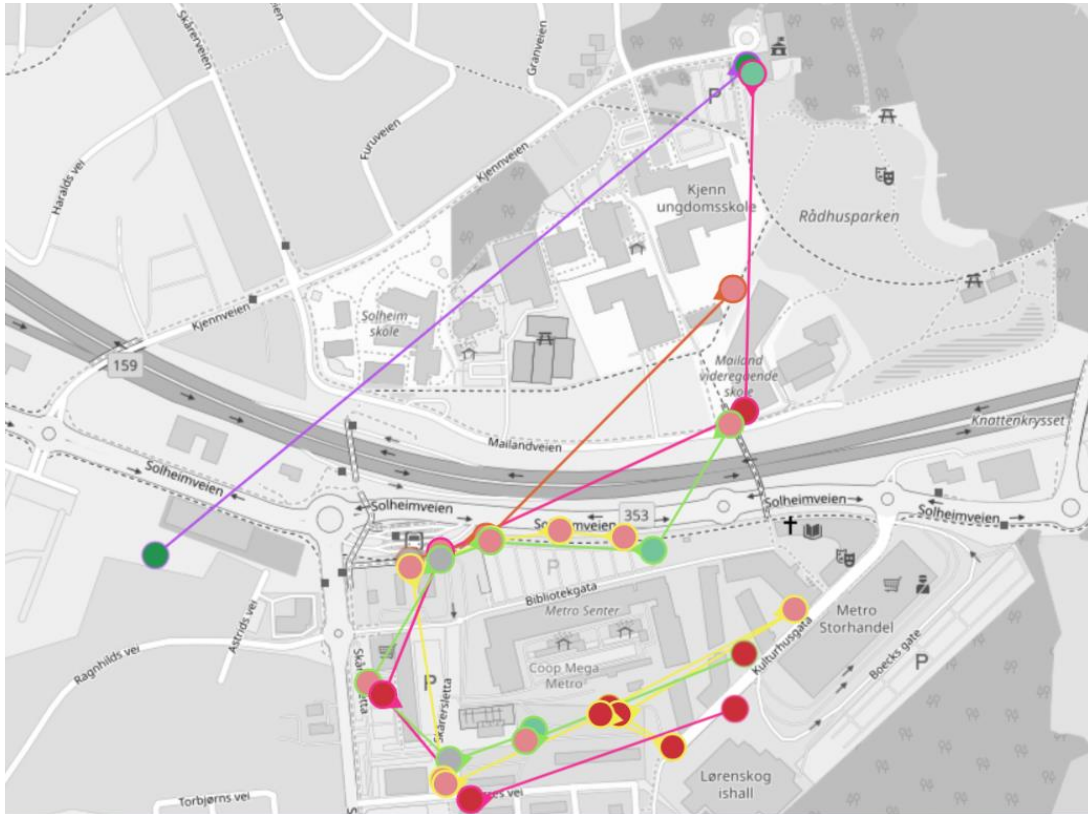 Skårerveien
Granveien
Furuveien
Haralds vei
Kjennveien
P
Kjenn
ungdomsskole
Rådhusparken
Solheim
skole
Kjennveien
159
Mailand
videregående
skole
Knattenkrysset
Mailandveien
Solheimveien
Solheimveien
353
Solheimveien
Solheimveien
Solheimveien
P
Bibliotekgata
Metro Senter
Astrids vei
Metro
Storhandel
Kulturhusgata
Boecks gate
P
Ragnhilds vei
Coop Mega
Metro
P
Skårersletta
Lørenskog
ishall
Torbjørns vei
vei